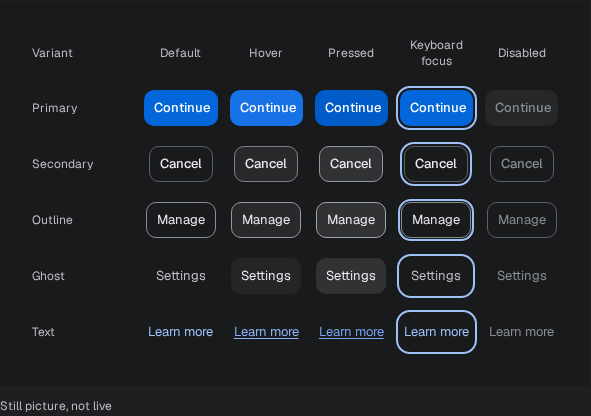 Variant Default Hover Pressed Keyboard focus Disabled
Primary Continue Continue Continue Continue Continue
Secondary Cancel Cancel Cancel Cancel Cancel
Outline Manage Manage Manage Manage Manage
Ghost Settings Settings Settings Settings Settings
Text Learn more Learn more Learn more Learn more Learn more
Still picture, not live